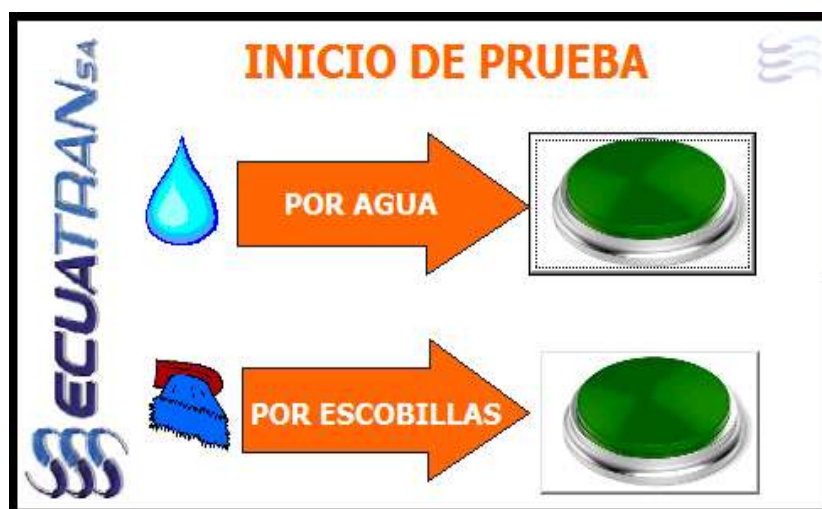 INICIO DE PRUEBA
ECUATRAN SA
POR AGUA
POR ESCOBILLAS